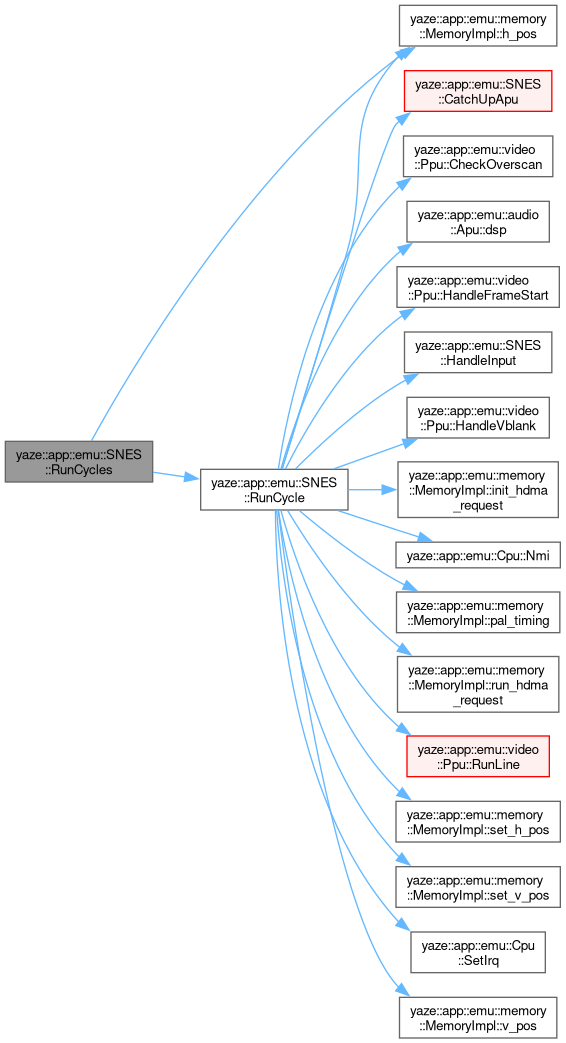 yaze::app::emu::memory
::MemoryImpl::h_pos
yaze::app::emu::SNES
::CatchUpApu
yaze::app::emu::video
::Ppu::CheckOverscan
yaze::app::emu::audio
::Apu::dsp
yaze::app::emu::video
::Ppu::HandleFrameStart
yaze::app::emu::SNES
::HandleInput
yaze::app::emu::video
::Ppu::HandleVblank
yaze::app::emu::SNES
::RunCycles
yaze::app::emu::SNES
::RunCycle
yaze::app::emu::memory
::MemoryImpl::init_hdma
_request
yaze::app::emu::Cpu::Nmi
yaze::app::emu::memory
::MemoryImpl::pal_timing
yaze::app::emu::memory
::MemoryImpl::run_hdma
_request
yaze::app::emu::video
::Ppu::RunLine
yaze::app::emu::memory
::MemoryImpl::set_h_pos
yaze::app::emu::memory
::MemoryImpl::set_v_pos
yaze::app::emu::Cpu
::SetIrq
yaze::app::emu::memory
::MemoryImpl::v_pos